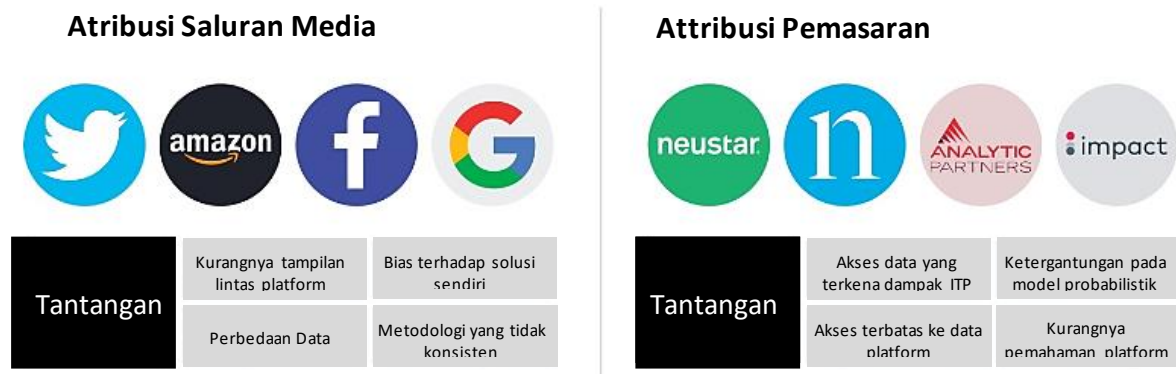 Atribusi Saluran Media
amazon
f
G
Tantangan
Kurangnya tampilan
lintas platform
Bias terhadap solusi
sendiri
Perbedaan Data
Metodologi yang tidak
konsisten
Attribusi Pemasaran
neustar.
n
ANALYTIC
PARTNERS
impact
Tantangan
Akses data yang
terkena dampak ITP
Ketergantungan pada
model probabilistik
Akses terbatas ke data
platform
Kurangnya
pemahaman platform